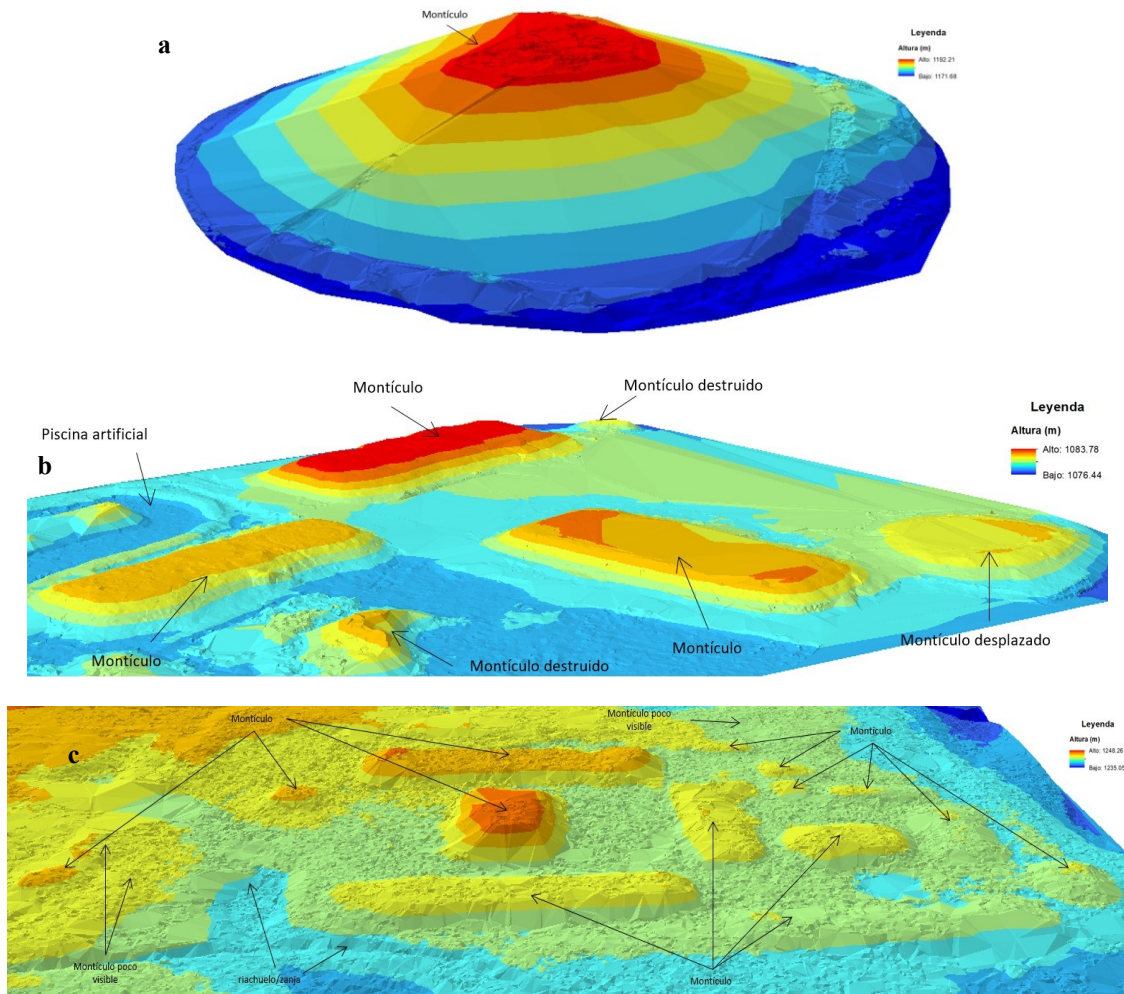 a
Montículo
Leyenda
Altura (m)
Alto: 1192.21
Bajo: 1171.68
b
Piscina artificial
Montículo
Montículo destruido
Leyenda
Altura (m)
Alto: 1083.78
Bajo: 1076.44
Montículo
Montículo destruido
Montículo
Montículo desplazado
c
Montículo
Montículo poco
visible
Montículo
Leyenda
Altura (m)
Alto: 1248.26
Bajo: 1235.05
Montículo poco
visible
riachuelo/zanja
Montículo